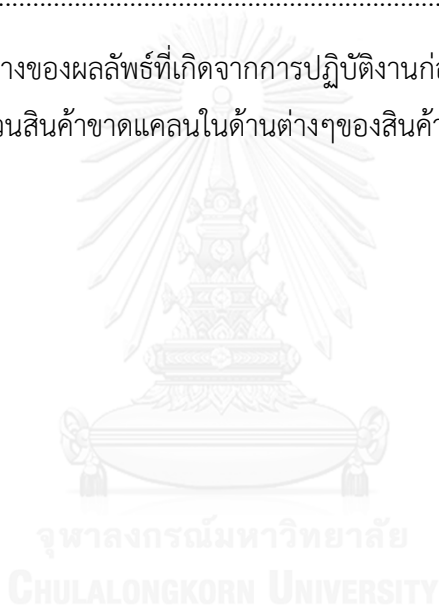 างของผลลัพธ์ที่เกิดจากการปฏิบัติงานก่
วนสินค้าขาดแคลนในด้านต่างๆของสินค้า
จุฬาลงกรณ์มหาวิทยาลัย
CHULALONGKORN UNIVERSITY